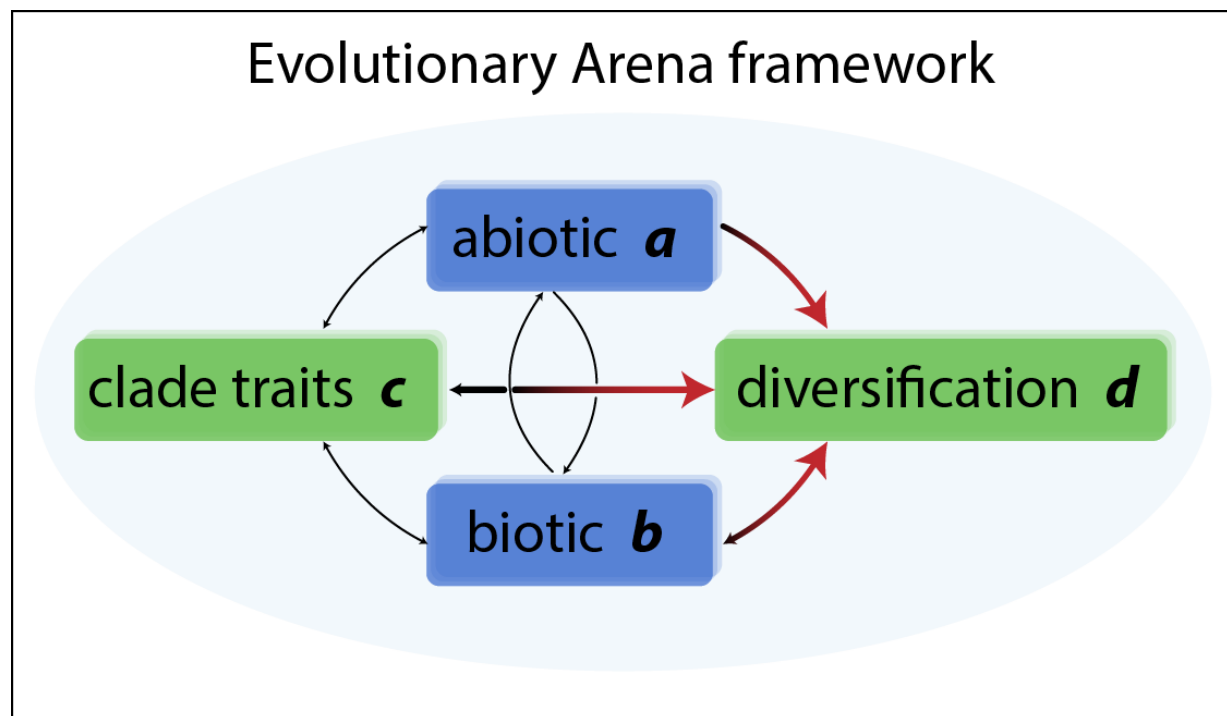 Evolutionary Arena framework
abiotic a
clade traits c
diversification d
biotic b